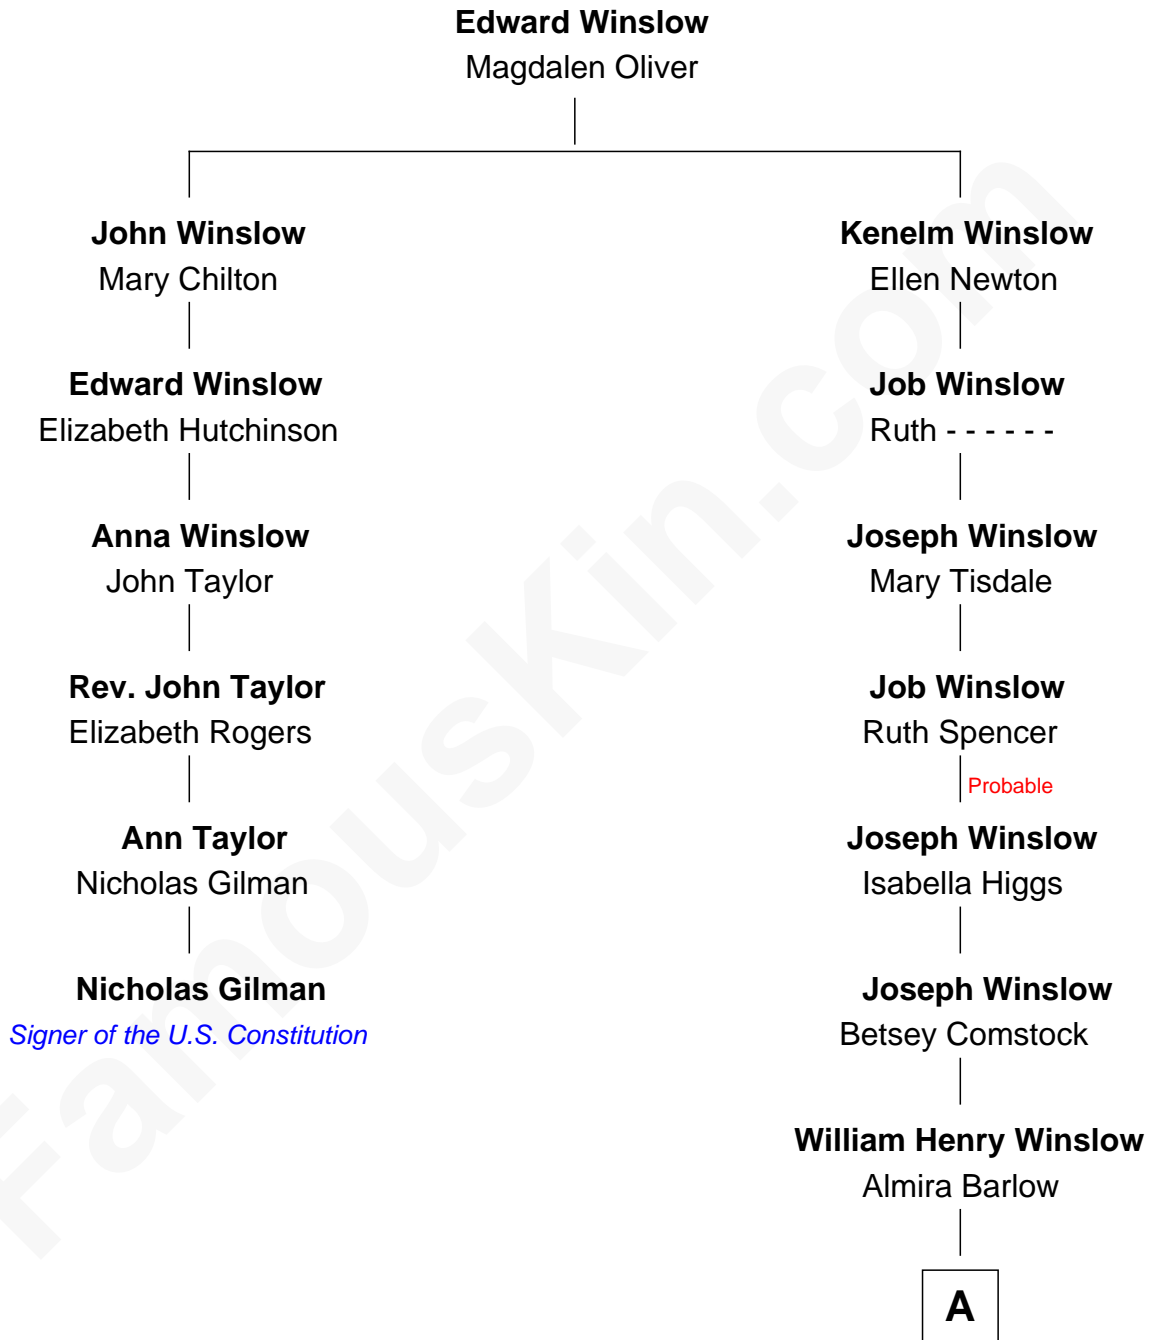 Edward Winslow
Magdalen Oliver
John Winslow
Mary Chilton
Kenelm Winslow
Ellen Newton
Edward Winslow
Elizabeth Hutchinson
Job Winslow
Ruth - - - - - -
Anna Winslow
John Taylor
Joseph Winslow
Mary Tisdale
Rev. John Taylor
Elizabeth Rogers
Job Winslow
Ruth Spencer
Probable
Ann Taylor
Nicholas Gilman
Joseph Winslow
Isabella Higgs
Nicholas Gilman
Signer of the U.S. Constitution
Joseph Winslow
Betsey Comstock
William Henry Winslow
Almira Barlow
A
FamousKin.com